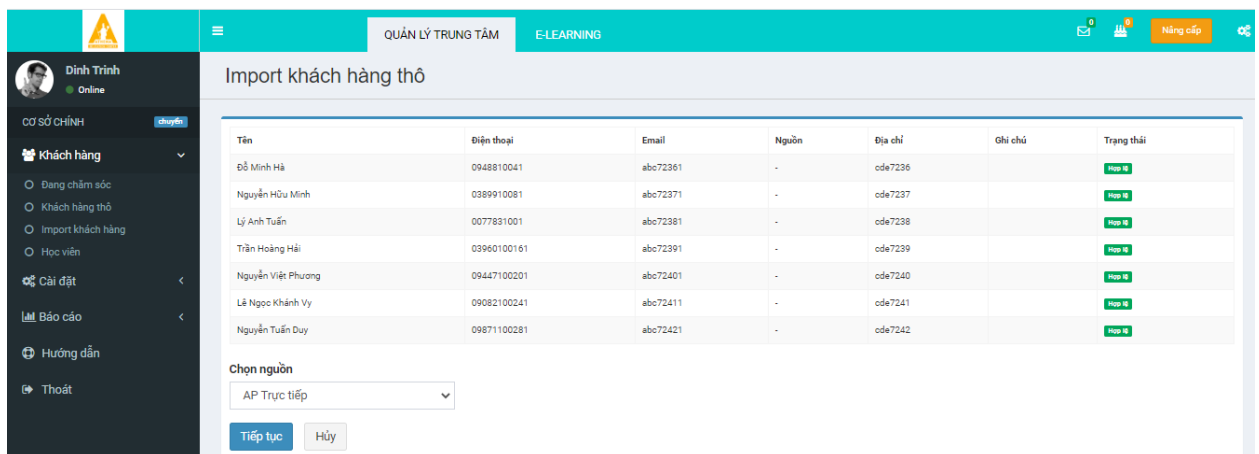 QUẢN LÝ TRUNG TÂM E-LEARNING 0 0 Nâng cấp
Dinh Trinh
Online
CƠ SỞ CHÍNH chuyển
Khách hàng
Đang chăm sóc
Khách hàng thô
Import khách hàng
Học viên
Cài đặt
Báo cáo
Hướng dẫn
Thoát
Import khách hàng thô
Tên Điện thoại Email Nguồn Địa chỉ Ghi chú Trạng thái
Đỗ Minh Hà 0948810041 abc72361 - cde7236 Hợp lệ
Nguyễn Hữu Minh 0389910081 abc72371 - cde7237 Hợp lệ
Lý Anh Tuấn 0077831001 abc72381 - cde7238 Hợp lệ
Trần Hoàng Hải 03960100161 abc72391 - cde7239 Hợp lệ
Nguyễn Việt Phương 09447100201 abc72401 - cde7240 Hợp lệ
Lê Ngọc Khánh Vy 09082100241 abc72411 - cde7241 Hợp lệ
Nguyễn Tuấn Duy 09871100281 abc72421 - cde7242 Hợp lệ
Chọn nguồn
AP Trực tiếp
Tiếp tục Hủy